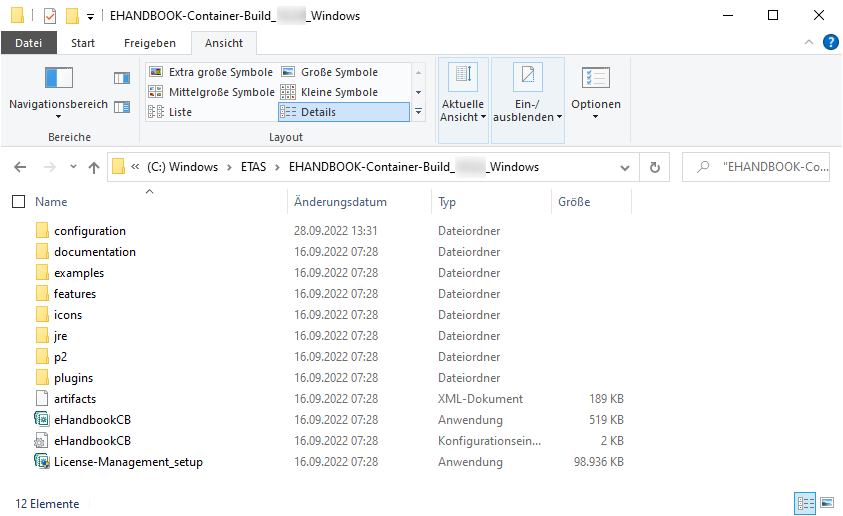 EHANDBOOK-Container-Build_ _Windows
Datei Start Freigeben Ansicht
Navigationsbereich
Bereiche
Extra große Symbole Große Symbole
Mittelgroße Symbole Kleine Symbole
Liste Details
Layout
Aktuelle Ansicht
Ein-/ ausblenden
Optionen
« (C:) Windows > ETAS > EHANDBOOK-Container-Build_ _Windows
"EHANDBOOK-Co...
Name Änderungsdatum Typ Größe
configuration 28.09.2022 13:31 Dateiordner
documentation 16.09.2022 07:28 Dateiordner
examples 16.09.2022 07:28 Dateiordner
features 16.09.2022 07:28 Dateiordner
icons 16.09.2022 07:28 Dateiordner
jre 16.09.2022 07:28 Dateiordner
p2 16.09.2022 07:28 Dateiordner
plugins 16.09.2022 07:28 Dateiordner
artifacts 16.09.2022 07:28 XML-Dokument 189 KB
eHandbookCB 16.09.2022 07:28 Anwendung 519 KB
eHandbookCB 16.09.2022 07:28 Konfigurationsein... 2 KB
License-Management_setup 16.09.2022 07:28 Anwendung 98.936 KB
12 Elemente